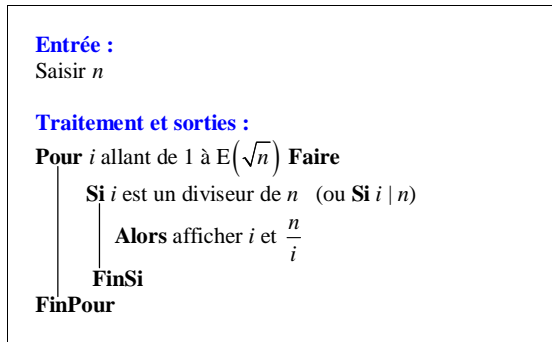 Entrée :
Saisir n
Traitement et sorties :
Pour i allant de 1 à E(√n) Faire
Si i est un diviseur de n (ou Si i | n)
Alors afficher i et n/i
FinSi
FinPour